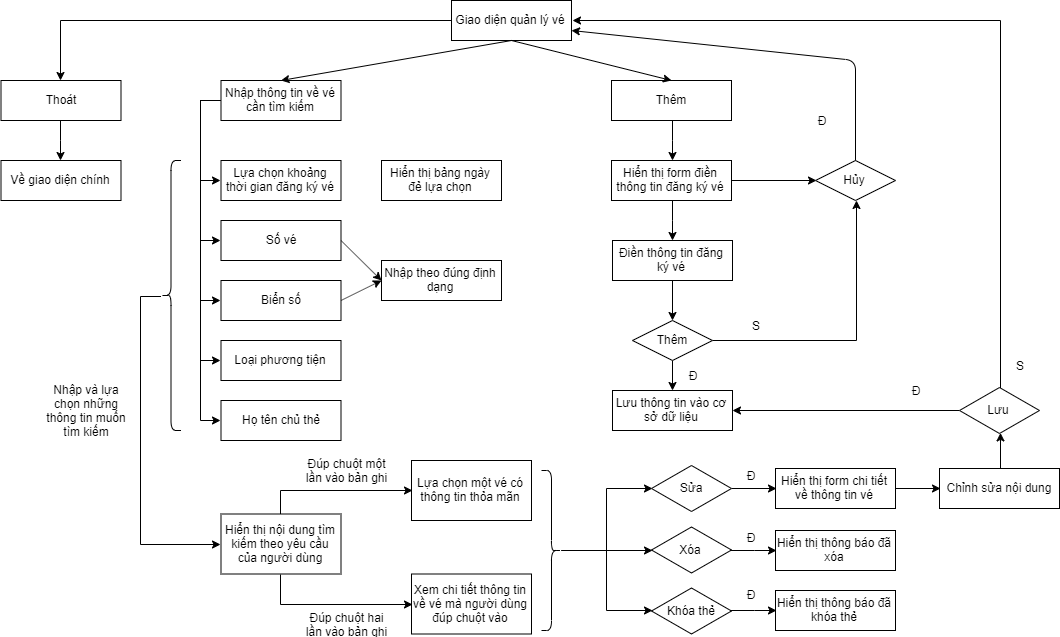 Giao diện quản lý vé
Thoát
Về giao diện chính
Nhập thông tin về vé
cần tìm kiếm
Lựa chọn khoảng
thời gian đăng ký vé
Hiển thị bảng ngày
để lựa chọn
Số vé
Biển số
Nhập theo đúng định
dạng
Loại phương tiện
Họ tên chủ thẻ
Nhập và lựa
chọn những
thông tin muốn
tìm kiếm
Thêm
Hiển thị form điền
thông tin đăng ký vé
Hủy
Đ
Điền thông tin đăng
ký vé
Thêm
S
Đ
Lưu thông tin vào cơ
sở dữ liệu
Đ
S
Lưu
Hiển thị nội dung tìm
kiếm theo yêu cầu
của người dùng
Đúp chuột một
lần vào bản ghi
Lựa chọn một vé có
thông tin thỏa mãn
Đúp chuột hai
lần vào bản ghi
Xem chi tiết thông tin
về vé mà người dùng
đúp chuột vào
Sửa
Đ
Hiển thị form chi tiết
về thông tin vé
Chỉnh sửa nội dung
Xóa
Đ
Hiển thị thông báo đã
xóa
Khóa thẻ
Đ
Hiển thị thông báo đã
khóa thẻ